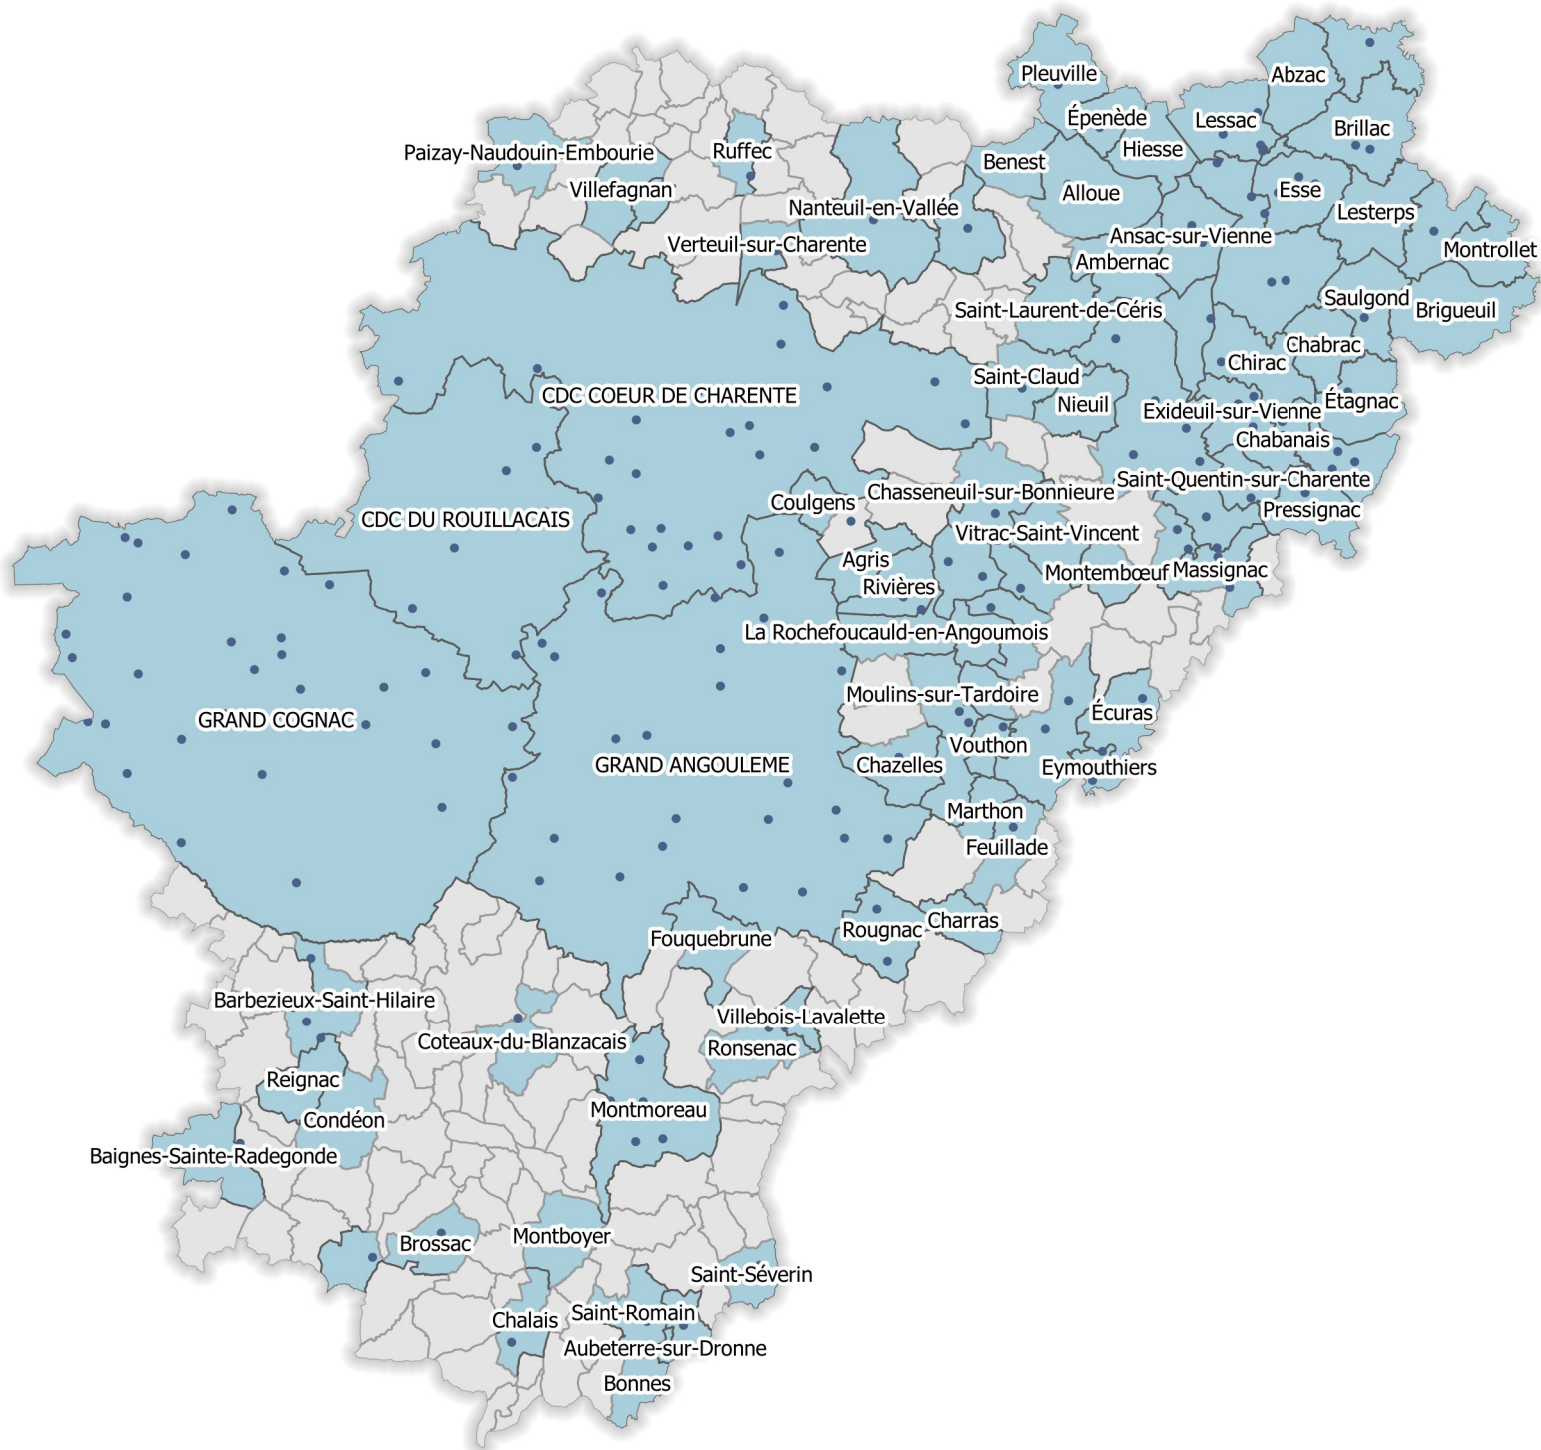 Pleuville
Abzac
Épenède
Lessac
Brillac
Paizay-Naudouin-Embourie
Ruffec
Hiesse
Benest
Villefagnan
Alloue
Esse
Nanteuil-en-Vallée
Lesterps
Verteuil-sur-Charente
Ansac-sur-Vienne
Montrollet
Ambernac
Saulgond
Saint-Laurent-de-Céris
Brigueuil
Chabrac
Chirac
Saint-Claud
CDC COEUR DE CHARENTE
Nieuil
Étagnac
Exideuil-sur-Vienne
Chabanais
Saint-Quentin-sur-Charente
Chasseneuil-sur-Bonnieure
Coulgens
Pressignac
CDC DU ROUILLACAIS
Vitrac-Saint-Vincent
Agris
Montembœuf
Massignac
Rivières
La Rochefoucauld-en-Angoumois
Moulins-sur-Tardoire
Écuras
GRAND COGNAC
Vouthon
GRAND ANGOULEME
Chazelles
Eymouthiers
Marthon
Feuillade
Charras
Rougnac
Fouquebrune
Barbezieux-Saint-Hilaire
Villebois-Lavalette
Coteaux-du-Blanzacais
Ronsenac
Reignac
Montmoreau
Condéon
Baignes-Sainte-Radegonde
Montboyer
Brossac
Saint-Séverin
Saint-Romain
Chalais
Aubeterre-sur-Dronne
Bonnes